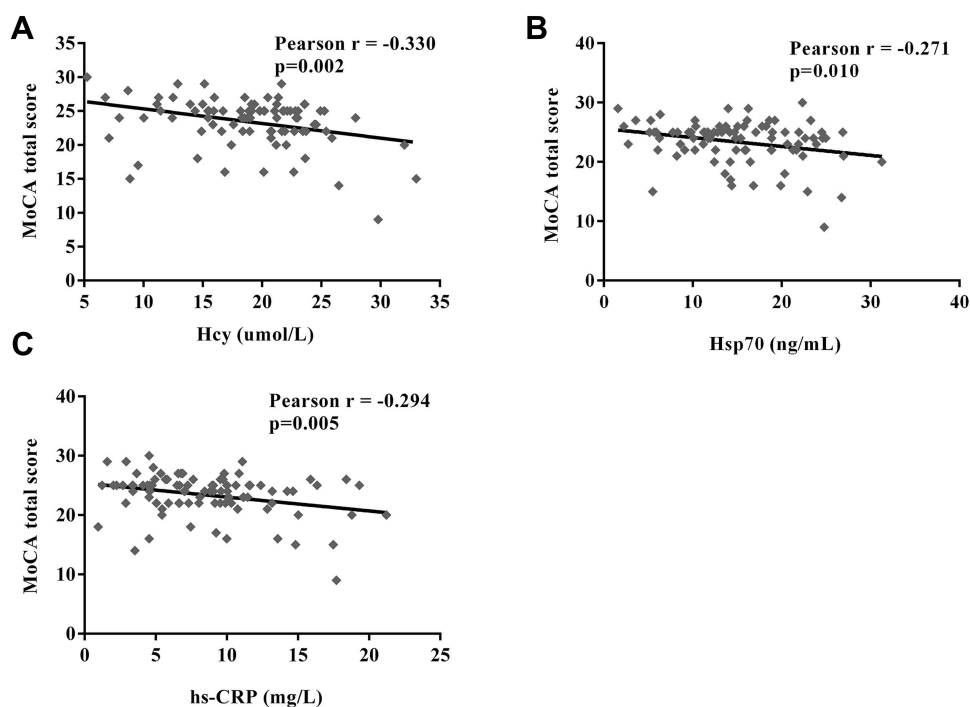 A
Pearson r = -0.330
p=0.002
MoCA total score
35
30
25
20
15
10
5
0
5 10 15 20 25 30 35
Hcy (umol/L)
B
Pearson r = -0.271
p=0.010
MoCA total score
40
30
20
10
0
0 10 20 30 40
Hsp70 (ng/mL)
C
Pearson r = -0.294
p=0.005
MoCA total score
40
30
20
10
0
0 5 10 15 20 25
hs-CRP (mg/L)